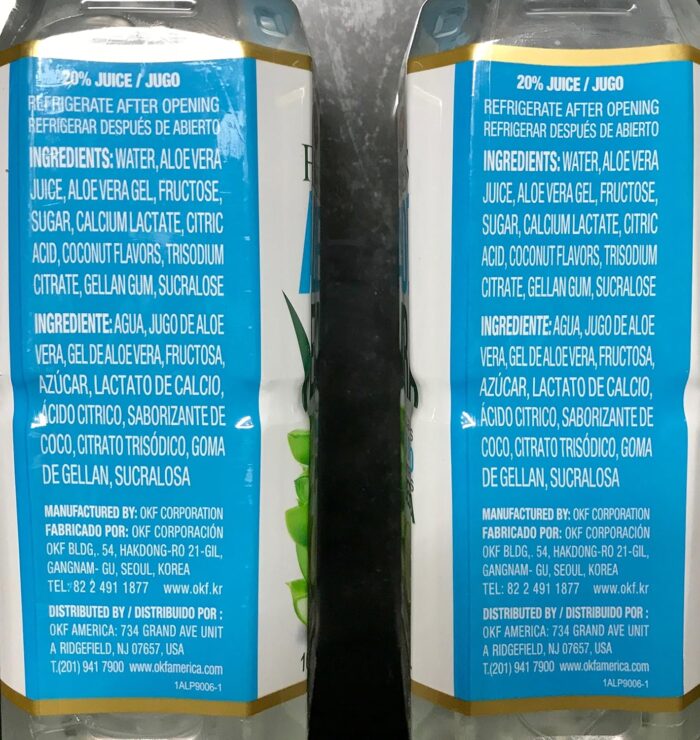 20% JUICE / JUGO
REFRIGERATE AFTER OPENING
REFRIGERAR DESPUÉS DE ABIERTO
INGREDIENTS: WATER, ALOE VERA
JUICE, ALOE VERA GEL, FRUCTOSE,
SUGAR, CALCIUM LACTATE, CITRIC
ACID, COCONUT FLAVORS, TRISODIUM
CITRATE, GELLAN GUM, SUCRALOSE
INGREDIENTE: AGUA, JUGO DE ALOE
VERA, GEL DE ALOE VERA, FRUCTOSA,
AZÚCAR, LACTATO DE CALCIO,
ÁCIDO CITRICO, SABORIZANTE DE
COCO, CITRATO TRISÓDICO, GOMA
DE GELLAN, SUCRALOSA
MANUFACTURED BY: OKF CORPORATION
FABRICADO POR: OKF CORPORACIÓN
OKF BLDG,. 54, HAKDONG-RO 21-GIL,
GANGNAM- GU, SEOUL, KOREA
TEL: 82 2 491 1877 www.okf.kr
DISTRIBUTED BY / DISTRIBUIDO POR :
OKF AMERICA: 734 GRAND AVE UNIT
A RIDGEFIELD, NJ 07657, USA
T.(201) 941 7900 www.okfamerica.com
1ALP9006-1
20% JUICE / JUGO
REFRIGERATE AFTER OPENING
REFRIGERAR DESPUÉS DE ABIERTO
INGREDIENTS: WATER, ALOE VERA
JUICE, ALOE VERA GEL, FRUCTOSE,
SUGAR, CALCIUM LACTATE, CITRIC
ACID, COCONUT FLAVORS, TRISODIUM
CITRATE, GELLAN GUM, SUCRALOSE
INGREDIENTE: AGUA, JUGO DE ALOE
VERA, GEL DE ALOE VERA, FRUCTOSA,
AZÚCAR, LACTATO DE CALCIO,
ÁCIDO CITRICO, SABORIZANTE DE
COCO, CITRATO TRISÓDICO, GOMA
DE GELLAN, SUCRALOSA
MANUFACTURED BY: OKF CORPORATION
FABRICADO POR: OKF CORPORACIÓN
OKF BLDG,. 54, HAKDONG-RO 21-GIL,
GANGNAM- GU, SEOUL, KOREA
TEL: 82 2 491 1877 www.okf.kr
DISTRIBUTED BY / DISTRIBUIDO POR :
OKF AMERICA: 734 GRAND AVE UNIT
A RIDGEFIELD, NJ 07657, USA
T.(201) 941 7900 www.okfamerica.com
1ALP9006-1